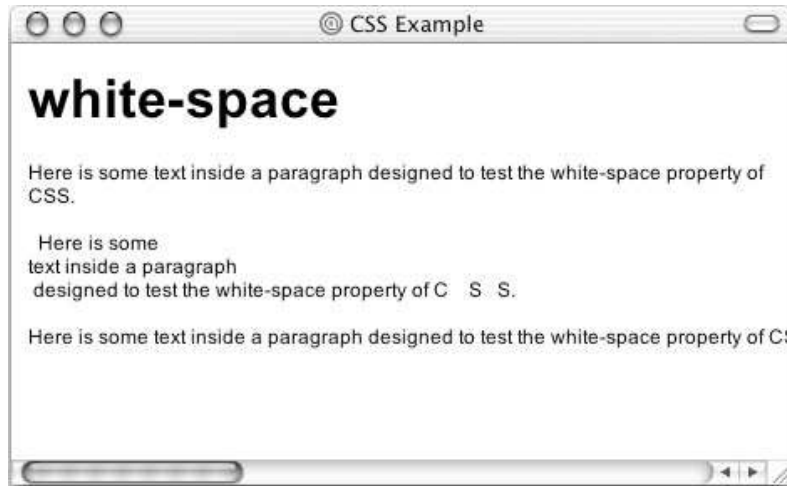 CSS Example
white-space
Here is some text inside a paragraph designed to test the white-space property of
CSS.
Here is some
text inside a paragraph
designed to test the white-space property of C    S   S.
Here is some text inside a paragraph designed to test the white-space property of CS